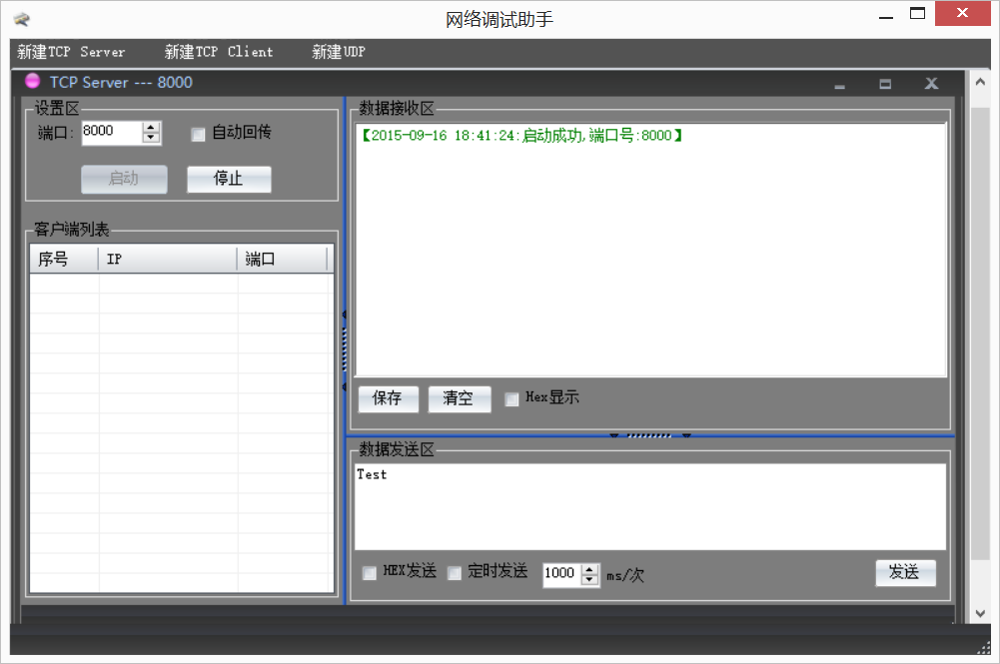 网络调试助手
新建TCP Server 新建TCP Client 新建UDP
TCP Server --- 8000
设置区
端口: 8000 自动回传
启动 停止
客户端列表
序号 IP 端口
数据接收区
【2015-09-16 18:41:24:启动成功,端口号:8000】
保存 清空 Hex显示
数据发送区
Test
HEX发送 定时发送 1000 ms/次 发送